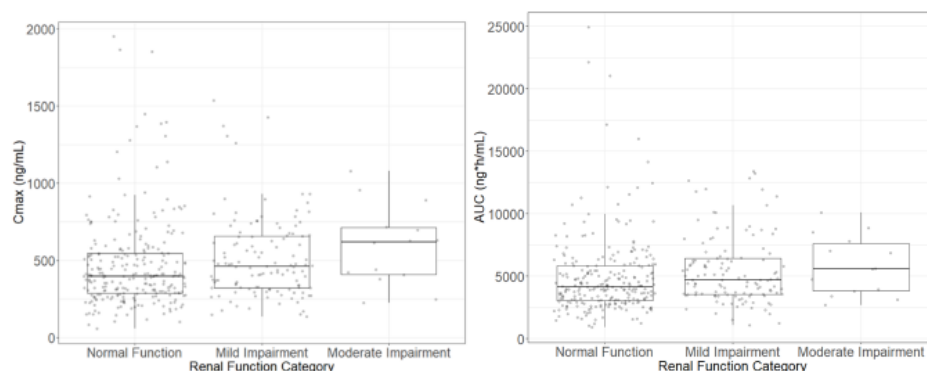 2000
1500
1000
500
0
Cmax (ng/mL)
Normal Function Mild Impairment Moderate Impairment
Renal Function Category
25000
20000
15000
10000
5000
0
AUC (ng*h/mL)
Normal Function Mild Impairment Moderate Impairment
Renal Function Category